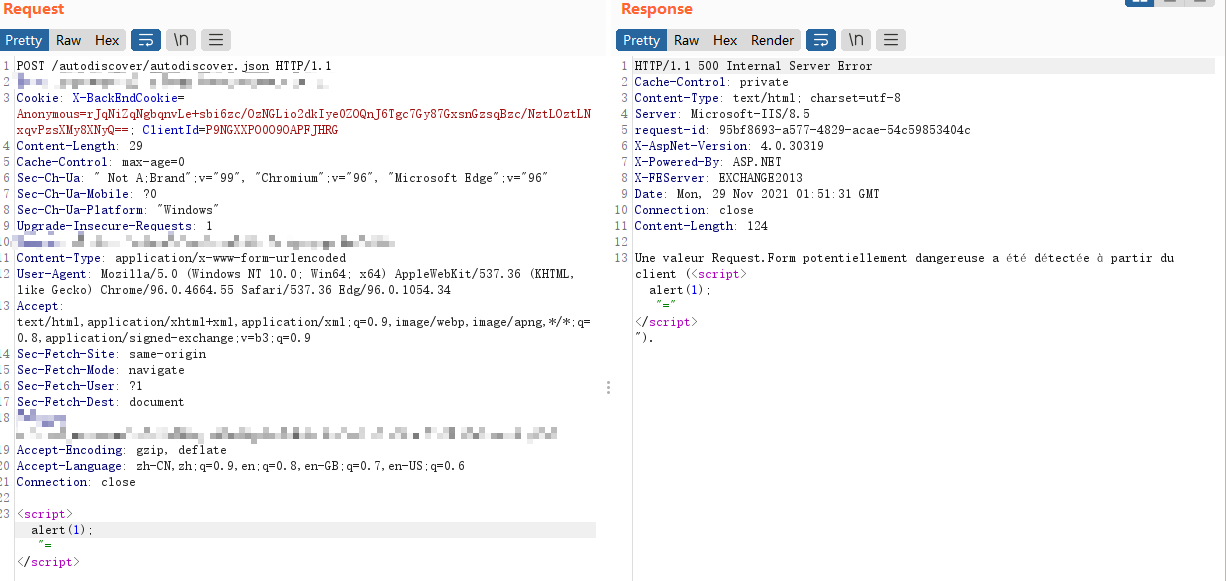 Request
Pretty Raw Hex \n
1 POST /autodiscover/autodiscover.json HTTP/1.1
2
3 Cookie: X-BackEndCookie=
Anonymous=rJqNiZqNgbqnvLe+sbi6zc/OzNGLio2dkIye0ZOQnJ6Tgc7Gy87GxsnGzsqBzc/NztLOztLN
xqvPzsXMy8XNyQ==; ClientId=P9NGXXPOOO9OAPFJHRG
4 Content-Length: 29
5 Cache-Control: max-age=0
6 Sec-Ch-Ua: " Not A;Brand";v="99", "Chromium";v="96", "Microsoft Edge";v="96"
7 Sec-Ch-Ua-Mobile: ?0
8 Sec-Ch-Ua-Platform: "Windows"
9 Upgrade-Insecure-Requests: 1
10
11 Content-Type: application/x-www-form-urlencoded
12 User-Agent: Mozilla/5.0 (Windows NT 10.0; Win64; x64) AppleWebKit/537.36 (KHTML,
like Gecko) Chrome/96.0.4664.55 Safari/537.36 Edg/96.0.1054.34
13 Accept:
text/html,application/xhtml+xml,application/xml;q=0.9,image/webp,image/apng,*/*;q=
0.8,application/signed-exchange;v=b3;q=0.9
14 Sec-Fetch-Site: same-origin
15 Sec-Fetch-Mode: navigate
16 Sec-Fetch-User: ?1
17 Sec-Fetch-Dest: document
18
19 Accept-Encoding: gzip, deflate
20 Accept-Language: zh-CN,zh;q=0.9,en;q=0.8,en-GB;q=0.7,en-US;q=0.6
21 Connection: close
22
23 <script>
alert(1);
"=
</script>
Response
Pretty Raw Hex Render \n
1 HTTP/1.1 500 Internal Server Error
2 Cache-Control: private
3 Content-Type: text/html; charset=utf-8
4 Server: Microsoft-IIS/8.5
5 request-id: 95bf8693-a577-4829-acae-54c59853404c
6 X-AspNet-Version: 4.0.30319
7 X-Powered-By: ASP.NET
8 X-FEServer: EXCHANGE2013
9 Date: Mon, 29 Nov 2021 01:51:31 GMT
10 Connection: close
11 Content-Length: 124
12
13 Une valeur Request.Form potentiellement dangereuse a été détectée à partir du
client (<script>
alert(1);
"="
</script>
").